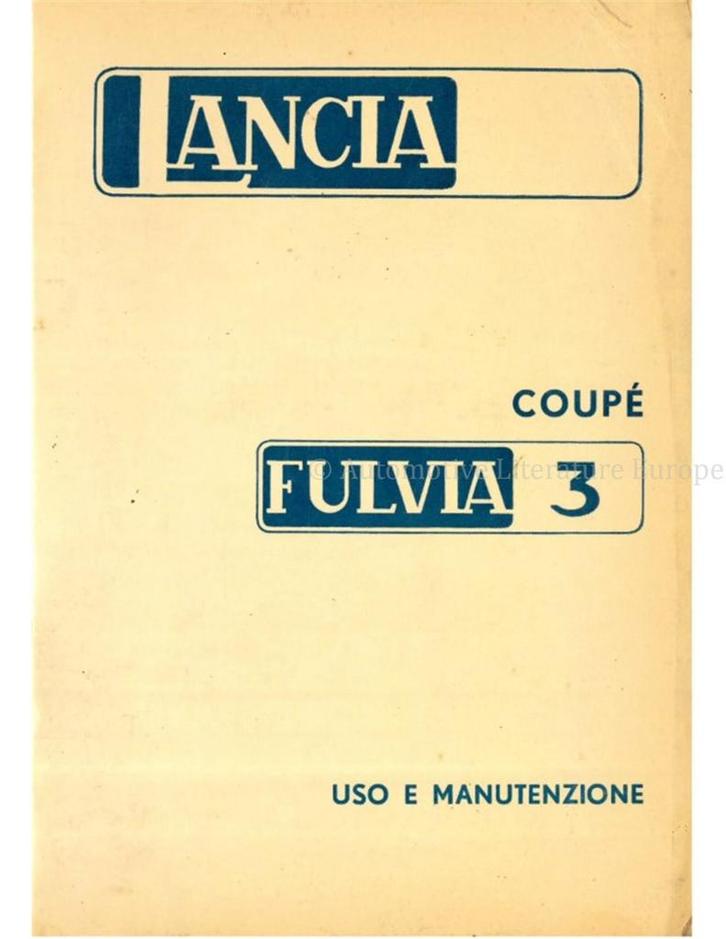 LANCIA
COUPÉ
FULVIA 3
© Automotive Literature Europe
USO E MANUTENZIONE